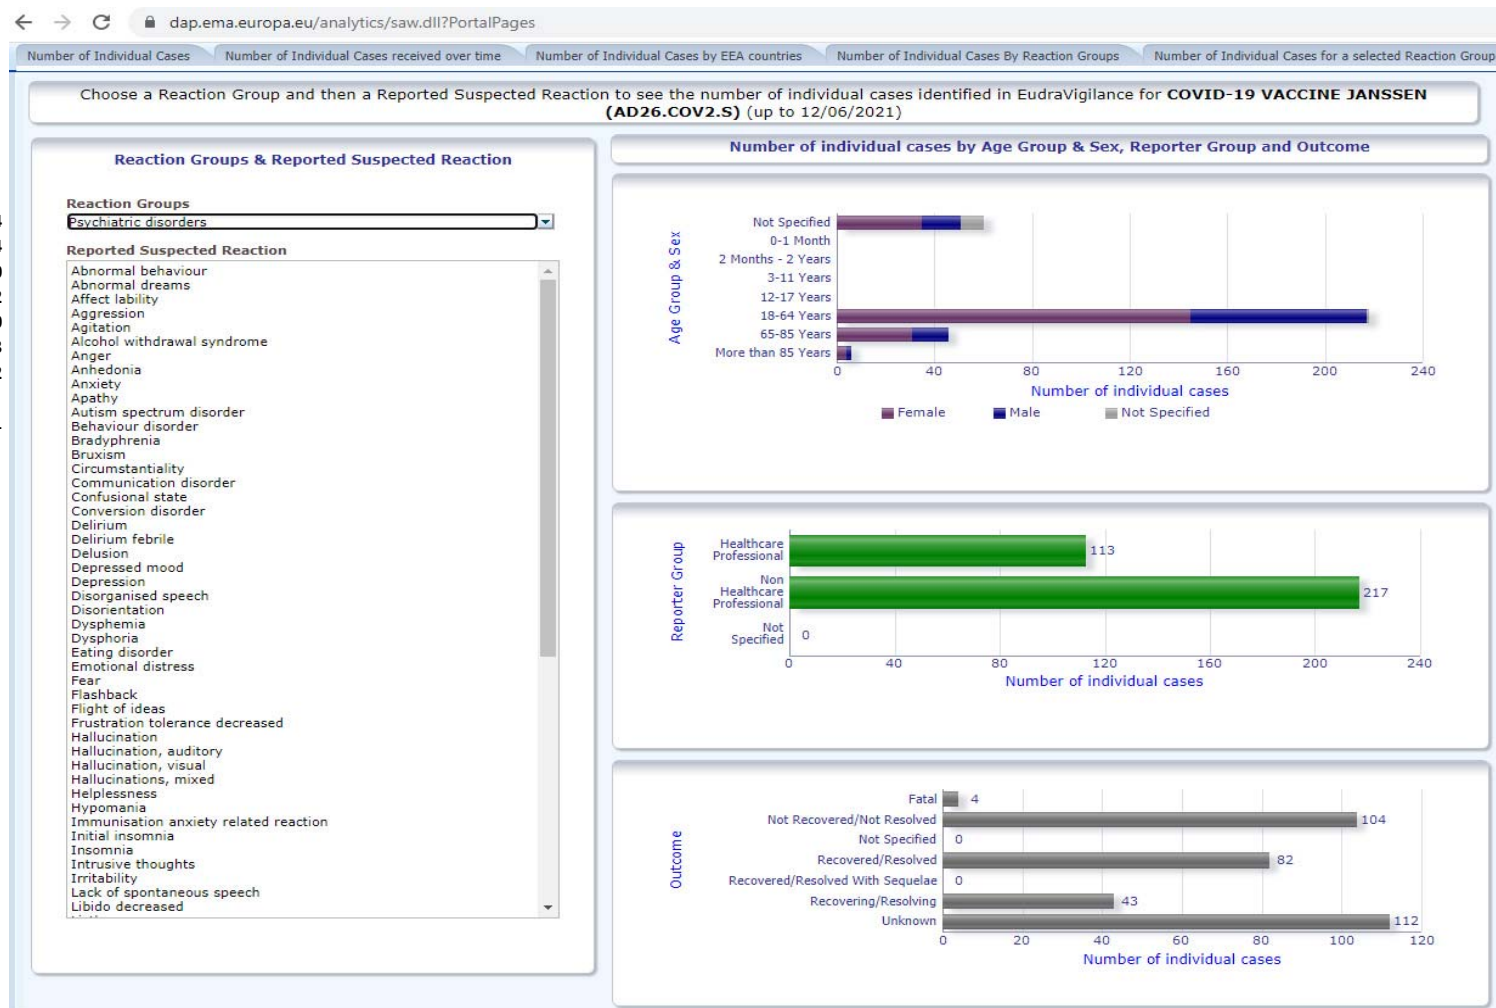 dap.ema.europa.eu/analytics/saw.dll?PortalPages
Number of Individual Cases
Number of Individual Cases received over time
Number of Individual Cases by EEA countries
Number of Individual Cases By Reaction Groups
Number of Individual Cases for a selected Reaction Group
Choose a Reaction Group and then a Reported Suspected Reaction to see the number of individual cases identified in EudraVigilance for COVID-19 VACCINE JANSSEN
(AD26.COV2.S) (up to 12/06/2021)
Reaction Groups & Reported Suspected Reaction
Reaction Groups
Psychiatric disorders
Reported Suspected Reaction
Abnormal behaviour
Abnormal dreams
Affect lability
Aggression
Agitation
Alcohol withdrawal syndrome
Anger
Anhedonia
Anxiety
Apathy
Autism spectrum disorder
Behaviour disorder
Bradyphrenia
Bruxism
Circumstantiality
Communication disorder
Confusional state
Conversion disorder
Delirium
Delirium febrile
Delusion
Depressed mood
Depression
Disorganised speech
Disorientation
Dysphemia
Dysphoria
Eating disorder
Emotional distress
Fear
Flashback
Flight of ideas
Frustration tolerance decreased
Hallucination
Hallucination, auditory
Hallucination, visual
Hallucinations, mixed
Helplessness
Hypomania
Immunisation anxiety related reaction
Initial insomnia
Insomnia
Intrusive thoughts
Irritability
Lack of spontaneous speech
Libido decreased
Number of individual cases by Age Group & Sex, Reporter Group and Outcome
Age Group & Sex
Not Specified
0-1 Month
2 Months - 2 Years
3-11 Years
12-17 Years
18-64 Years
65-85 Years
More than 85 Years
0 40 80 120 160 200 240
Number of individual cases
Female Male Not Specified
Reporter Group
Healthcare
Professional
113
Non
Healthcare
Professional
217
Not
Specified
0
0 40 80 120 160 200 240
Number of individual cases
Outcome
Fatal 4
Not Recovered/Not Resolved 104
Not Specified 0
Recovered/Resolved 82
Recovered/Resolved With Sequelae 0
Recovering/Resolving 43
Unknown 112
0 20 40 60 80 100 120
Number of individual cases